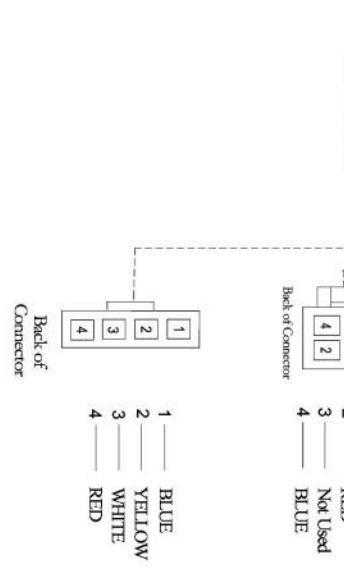 4
2
Back of Connector
3 Not Used
4 BLUE
1
2
3
4
Back of
Connector
1 BLUE
2 YELLOW
3 WHITE
4 RED